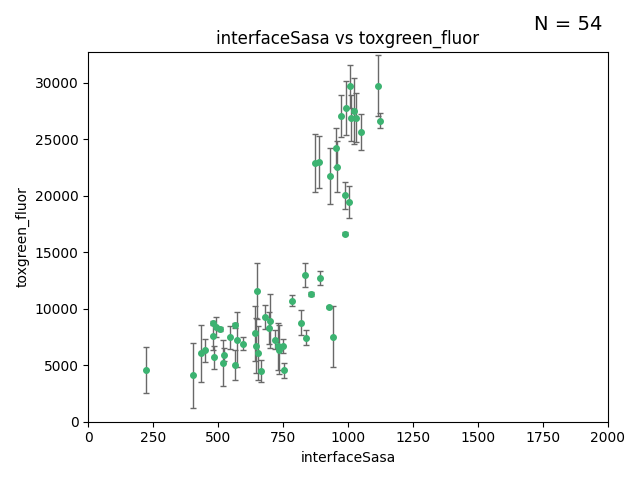 N = 54
interfaceSasa vs toxgreen_fluor
30000
25000
20000
15000
10000
5000
0
toxgreen_fluor
0 250 500 750 1000 1250 1500 1750 2000
interfaceSasa